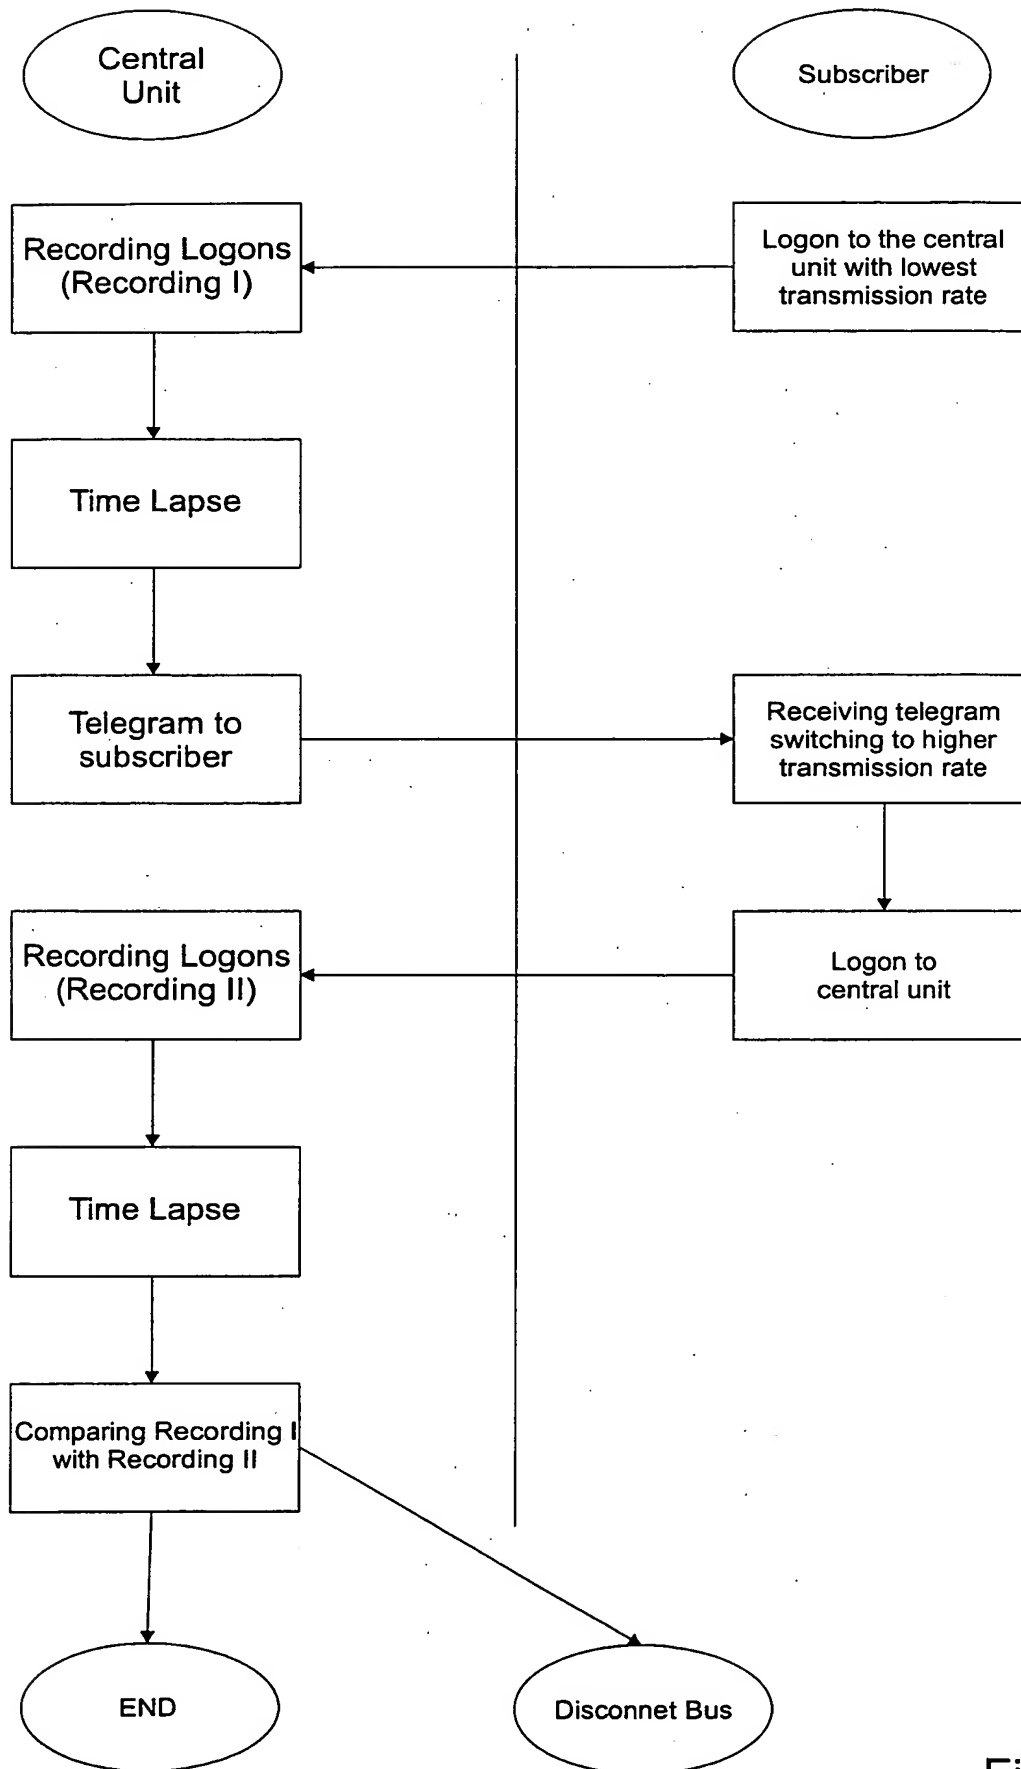 Central
Unit
Subscriber
Recording Logons
(Recording I)
Logon to the central
unit with lowest
transmission rate
Time Lapse
Telegram to
subscriber
Receiving telegram
switching to higher
transmission rate
Recording Logons
(Recording II)
Logon to
central unit
Time Lapse
Comparing Recording I
with Recording II
END
Disconnet Bus